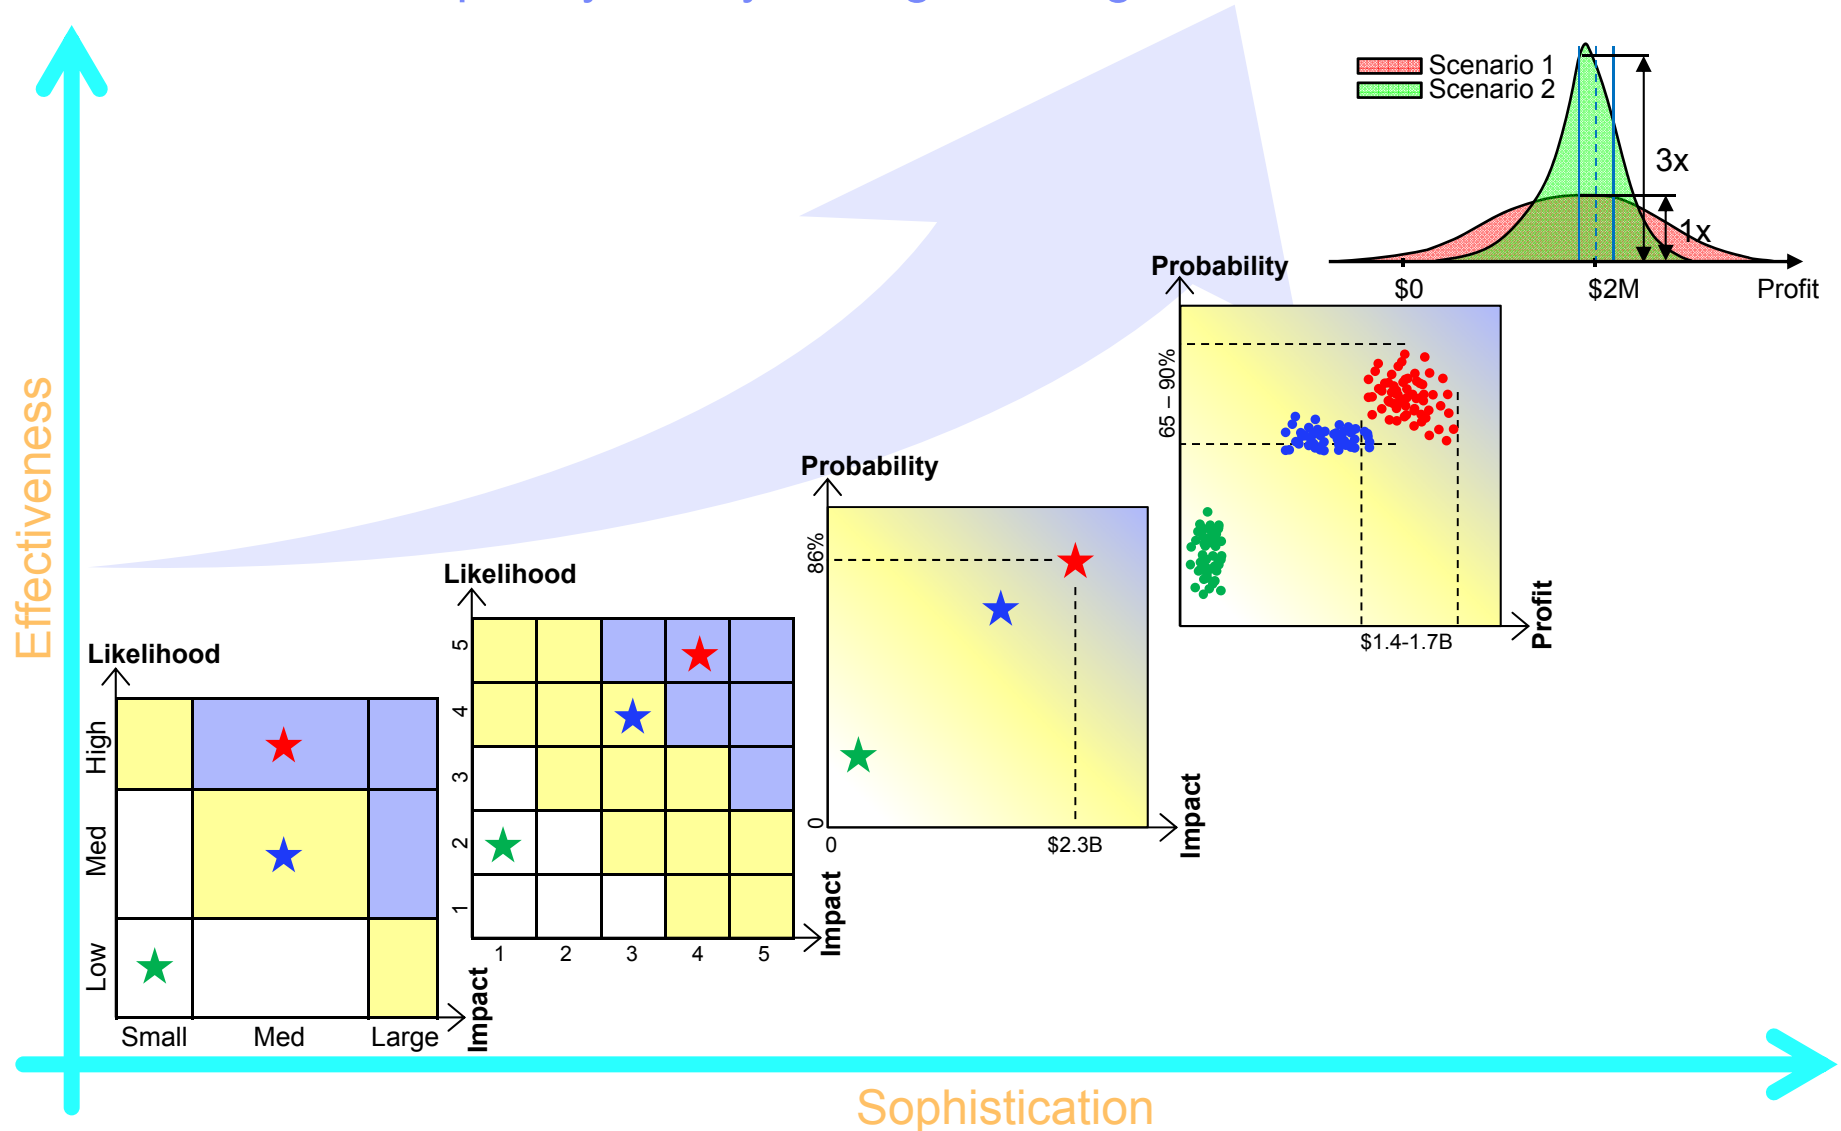 Scenario 1
Scenario 2
3x
1x
$0
$2M
Profit
Probability
65 – 90%
$1.4-1.7B
Profit
Probability
86%
0
0
$2.3B
Impact
Likelihood
5
4
3
2
1
1
2
3
4
5
Impact
Likelihood
High
Med
Low
Small
Med
Large
Impact
Effectiveness
Sophistication